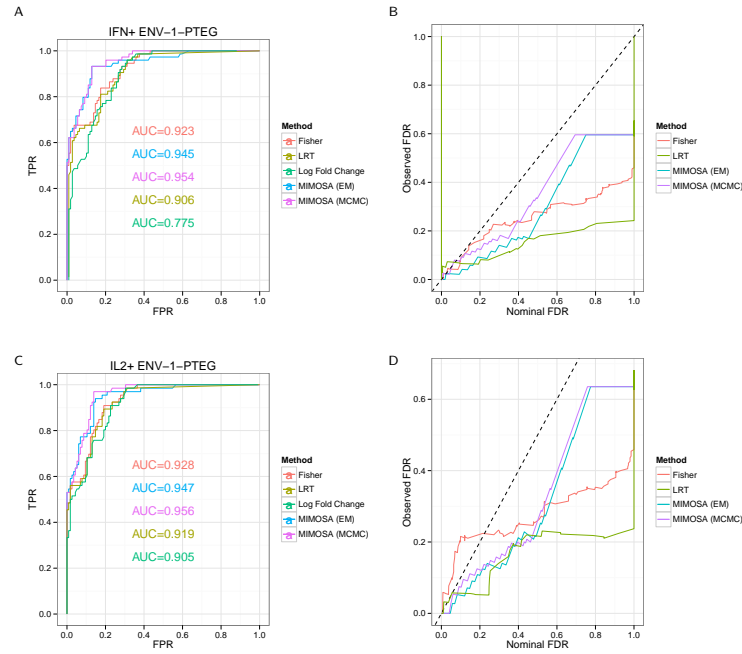 A
IFN+ ENV−1−PTEG
TPR
1.0
0.8
0.6
0.4
0.2
0.0
AUC=0.923
AUC=0.945
AUC=0.954
AUC=0.906
AUC=0.775
0.0 0.2 0.4 0.6 0.8 1.0
FPR
Method
Fisher
LRT
Log Fold Change
MIMOSA (EM)
MIMOSA (MCMC)
B
Observed FDR
1.0
0.8
0.6
0.4
0.2
0.0
0.0 0.2 0.4 0.6 0.8 1.0
Nominal FDR
Method
Fisher
LRT
MIMOSA (EM)
MIMOSA (MCMC)
C
IL2+ ENV−1−PTEG
TPR
1.0
0.8
0.6
0.4
0.2
0.0
AUC=0.928
AUC=0.947
AUC=0.956
AUC=0.919
AUC=0.905
0.0 0.2 0.4 0.6 0.8 1.0
FPR
Method
Fisher
LRT
Log Fold Change
MIMOSA (EM)
MIMOSA (MCMC)
D
Observed FDR
0.6
0.4
0.2
0.0
0.0 0.2 0.4 0.6 0.8 1.0
Nominal FDR
Method
Fisher
LRT
MIMOSA (EM)
MIMOSA (MCMC)